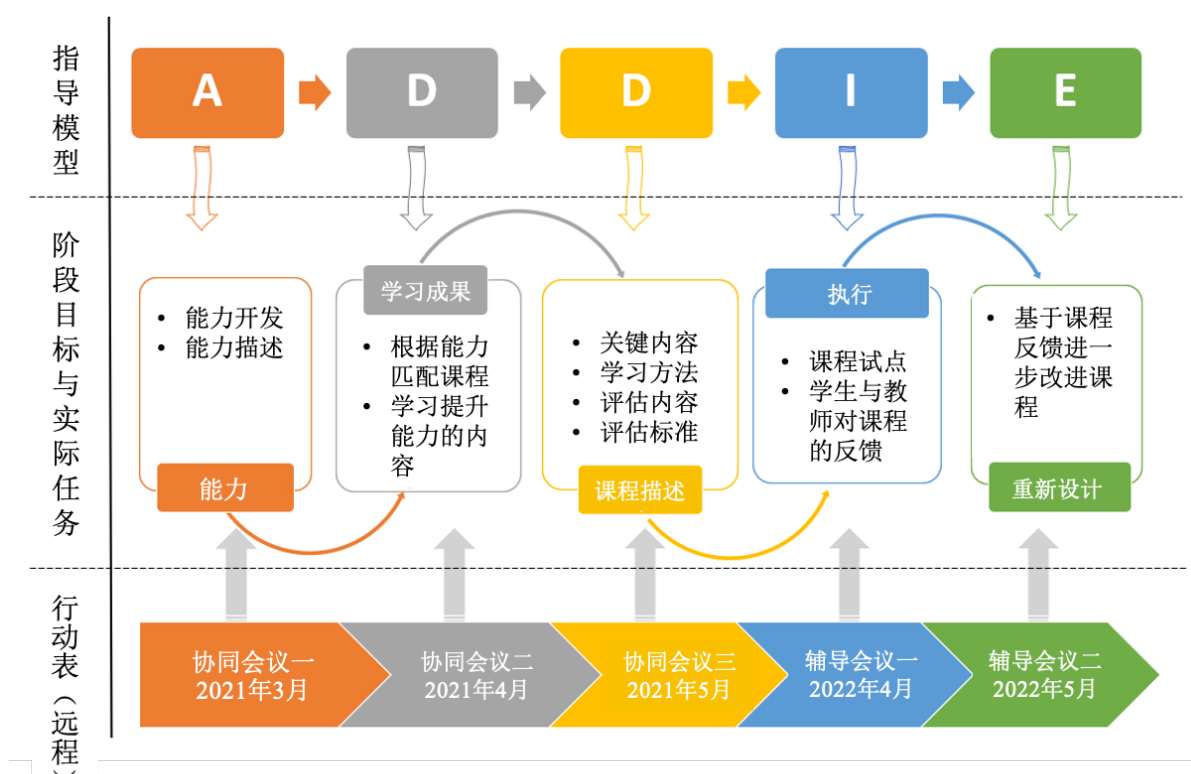 指导模型
A
D
D
I
E
阶段目标与实际任务
• 能力开发
• 能力描述
能力
学习成果
• 根据能力
匹配课程
• 学习提升
能力的内
容
• 关键内容
• 学习方法
• 评估内容
• 评估标准
课程描述
执行
• 课程试点
• 学生与教
师对课程
的反馈
• 基于课程
反馈进一
步改进课
程
重新设计
行动表（远程）
协同会议一
2021年3月
协同会议二
2021年4月
协同会议三
2021年5月
辅导会议一
2022年4月
辅导会议二
2022年5月